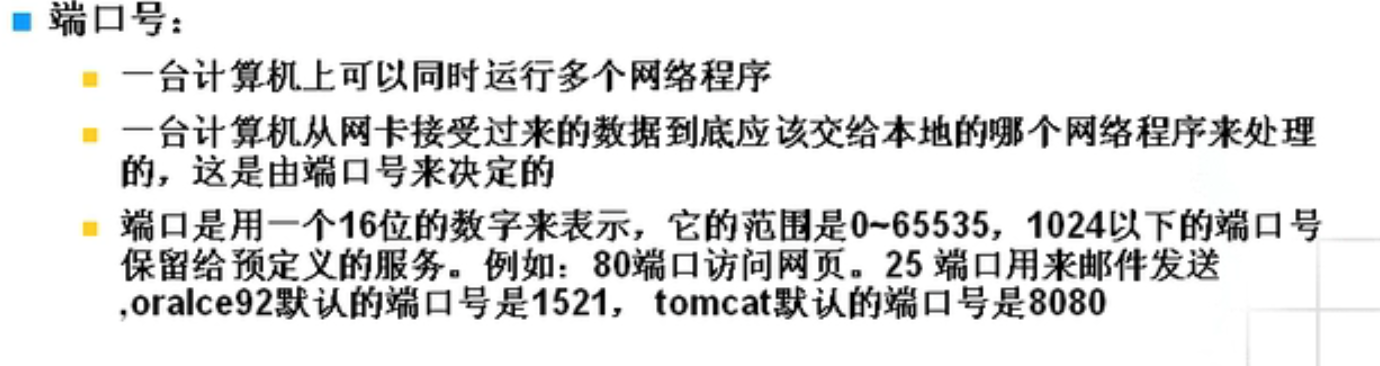 端口号：
一台计算机上可以同时运行多个网络程序
一台计算机从网卡接受过来的数据到底应该交给本地的哪个网络程序来处理
的，这是由端口号来决定的
端口是用一个16位的数字来表示，它的范围是0~65535，1024以下的端口号
保留给预定义的服务。例如：80端口访问网页。25 端口用来邮件发送
,oralce92默认的端口号是1521， tomcat默认的端口号是8080